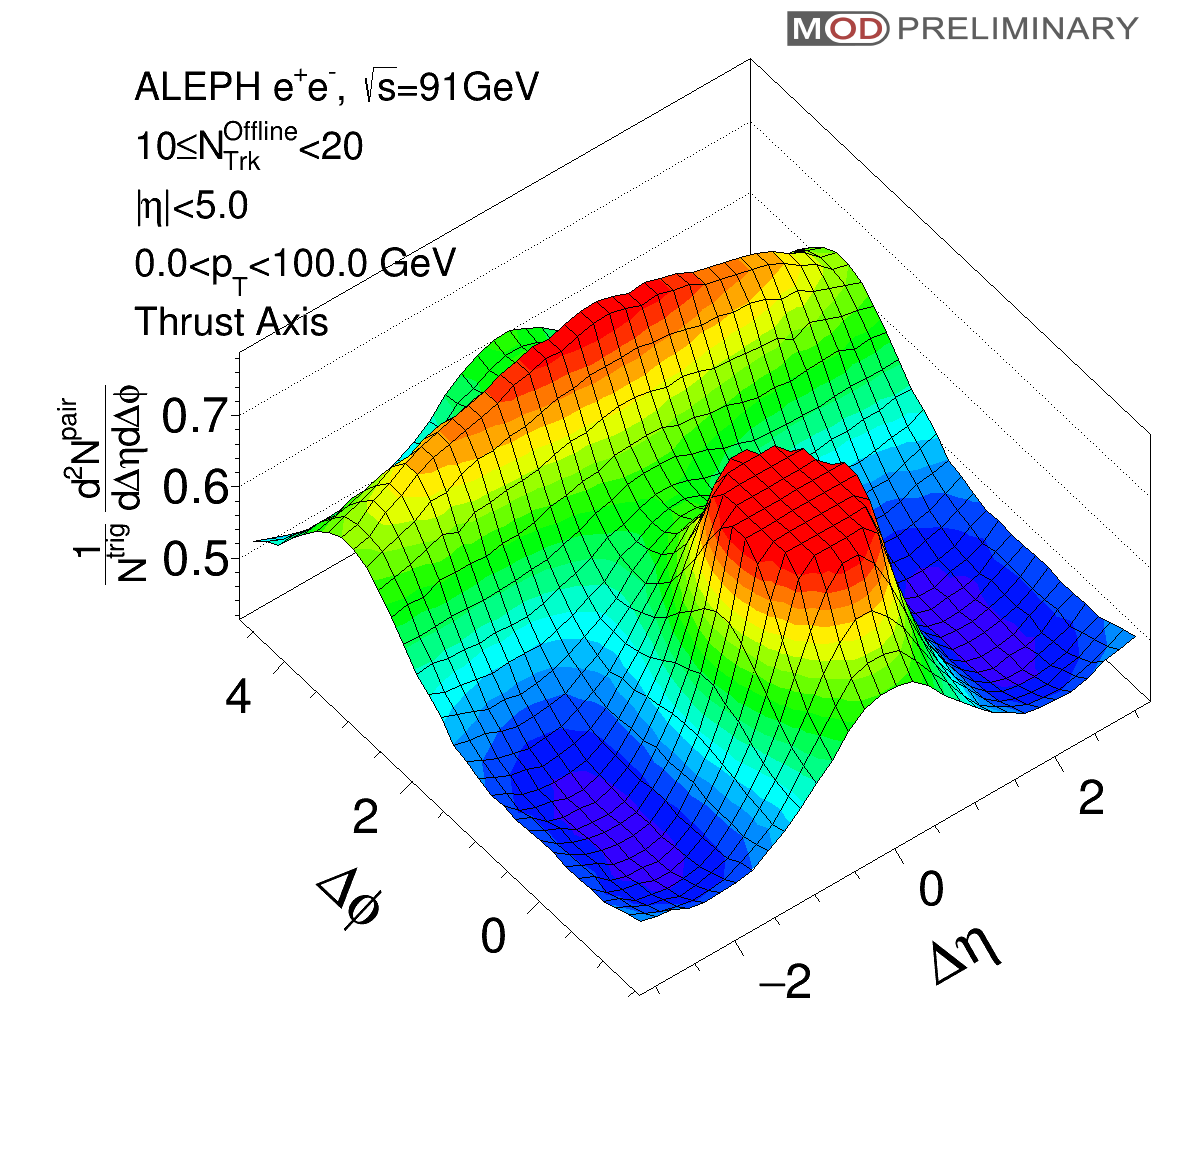 MOD PRELIMINARY
ALEPH e⁺e⁻, √s=91GeV
10≤N_Trk^Offline<20
|η|<5.0
0.0<p_T<100.0 GeV
Thrust Axis
1/N^trig d²N^pair/dΔηdΔφ
0.7
0.6
0.5
4
2
0
Δφ
−2
0
2
Δη